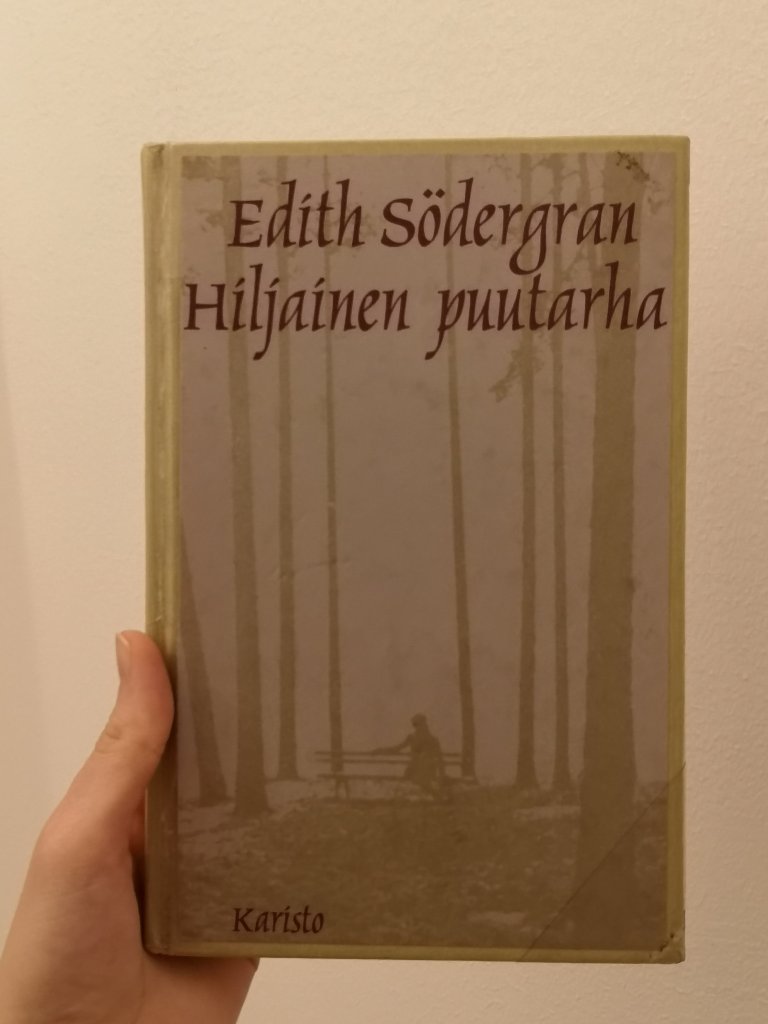 Edith Södergran
Hiljainen puutarha
Karisto